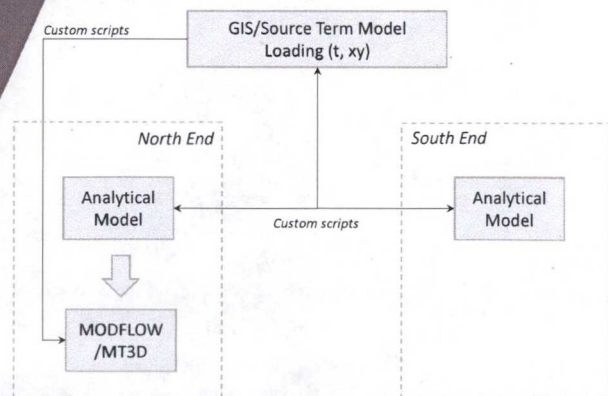 Custom scripts
GIS/Source Term Model
Loading (t, xy)
North End
South End
Analytical
Model
Analytical
Model
Custom scripts
MODFLOW
/MT3D